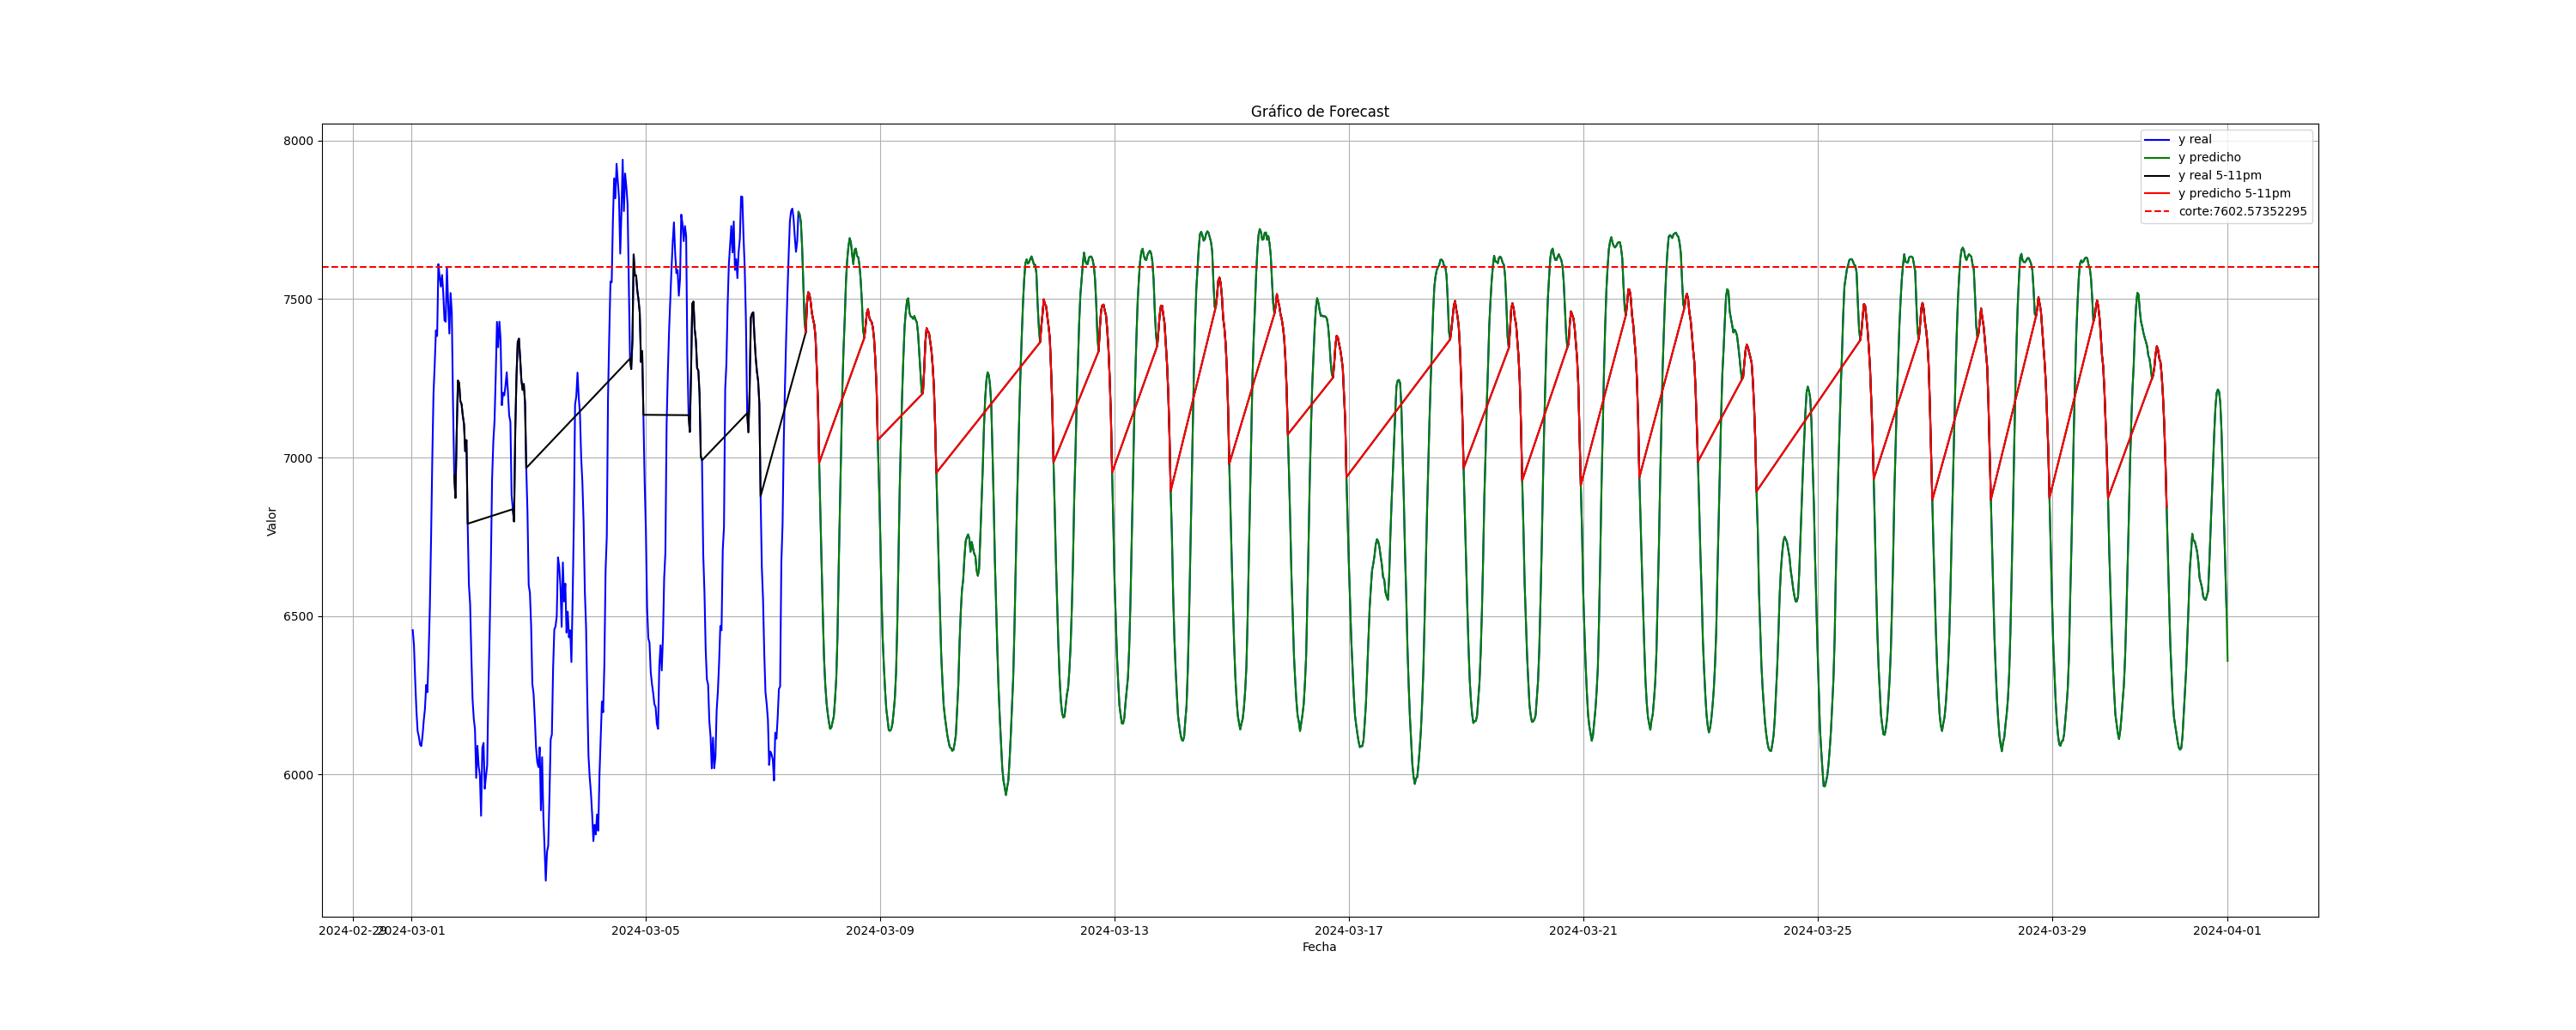 Gráfico de Forecast
8000
7500
7000
6500
6000
Valor
y real
y predicho
y real 5-11pm
y predicho 5-11pm
corte:7602.57352295
2024-02-29 2024-03-01 2024-03-05 2024-03-09 2024-03-13 2024-03-17 2024-03-21 2024-03-25 2024-03-29 2024-04-01
Fecha